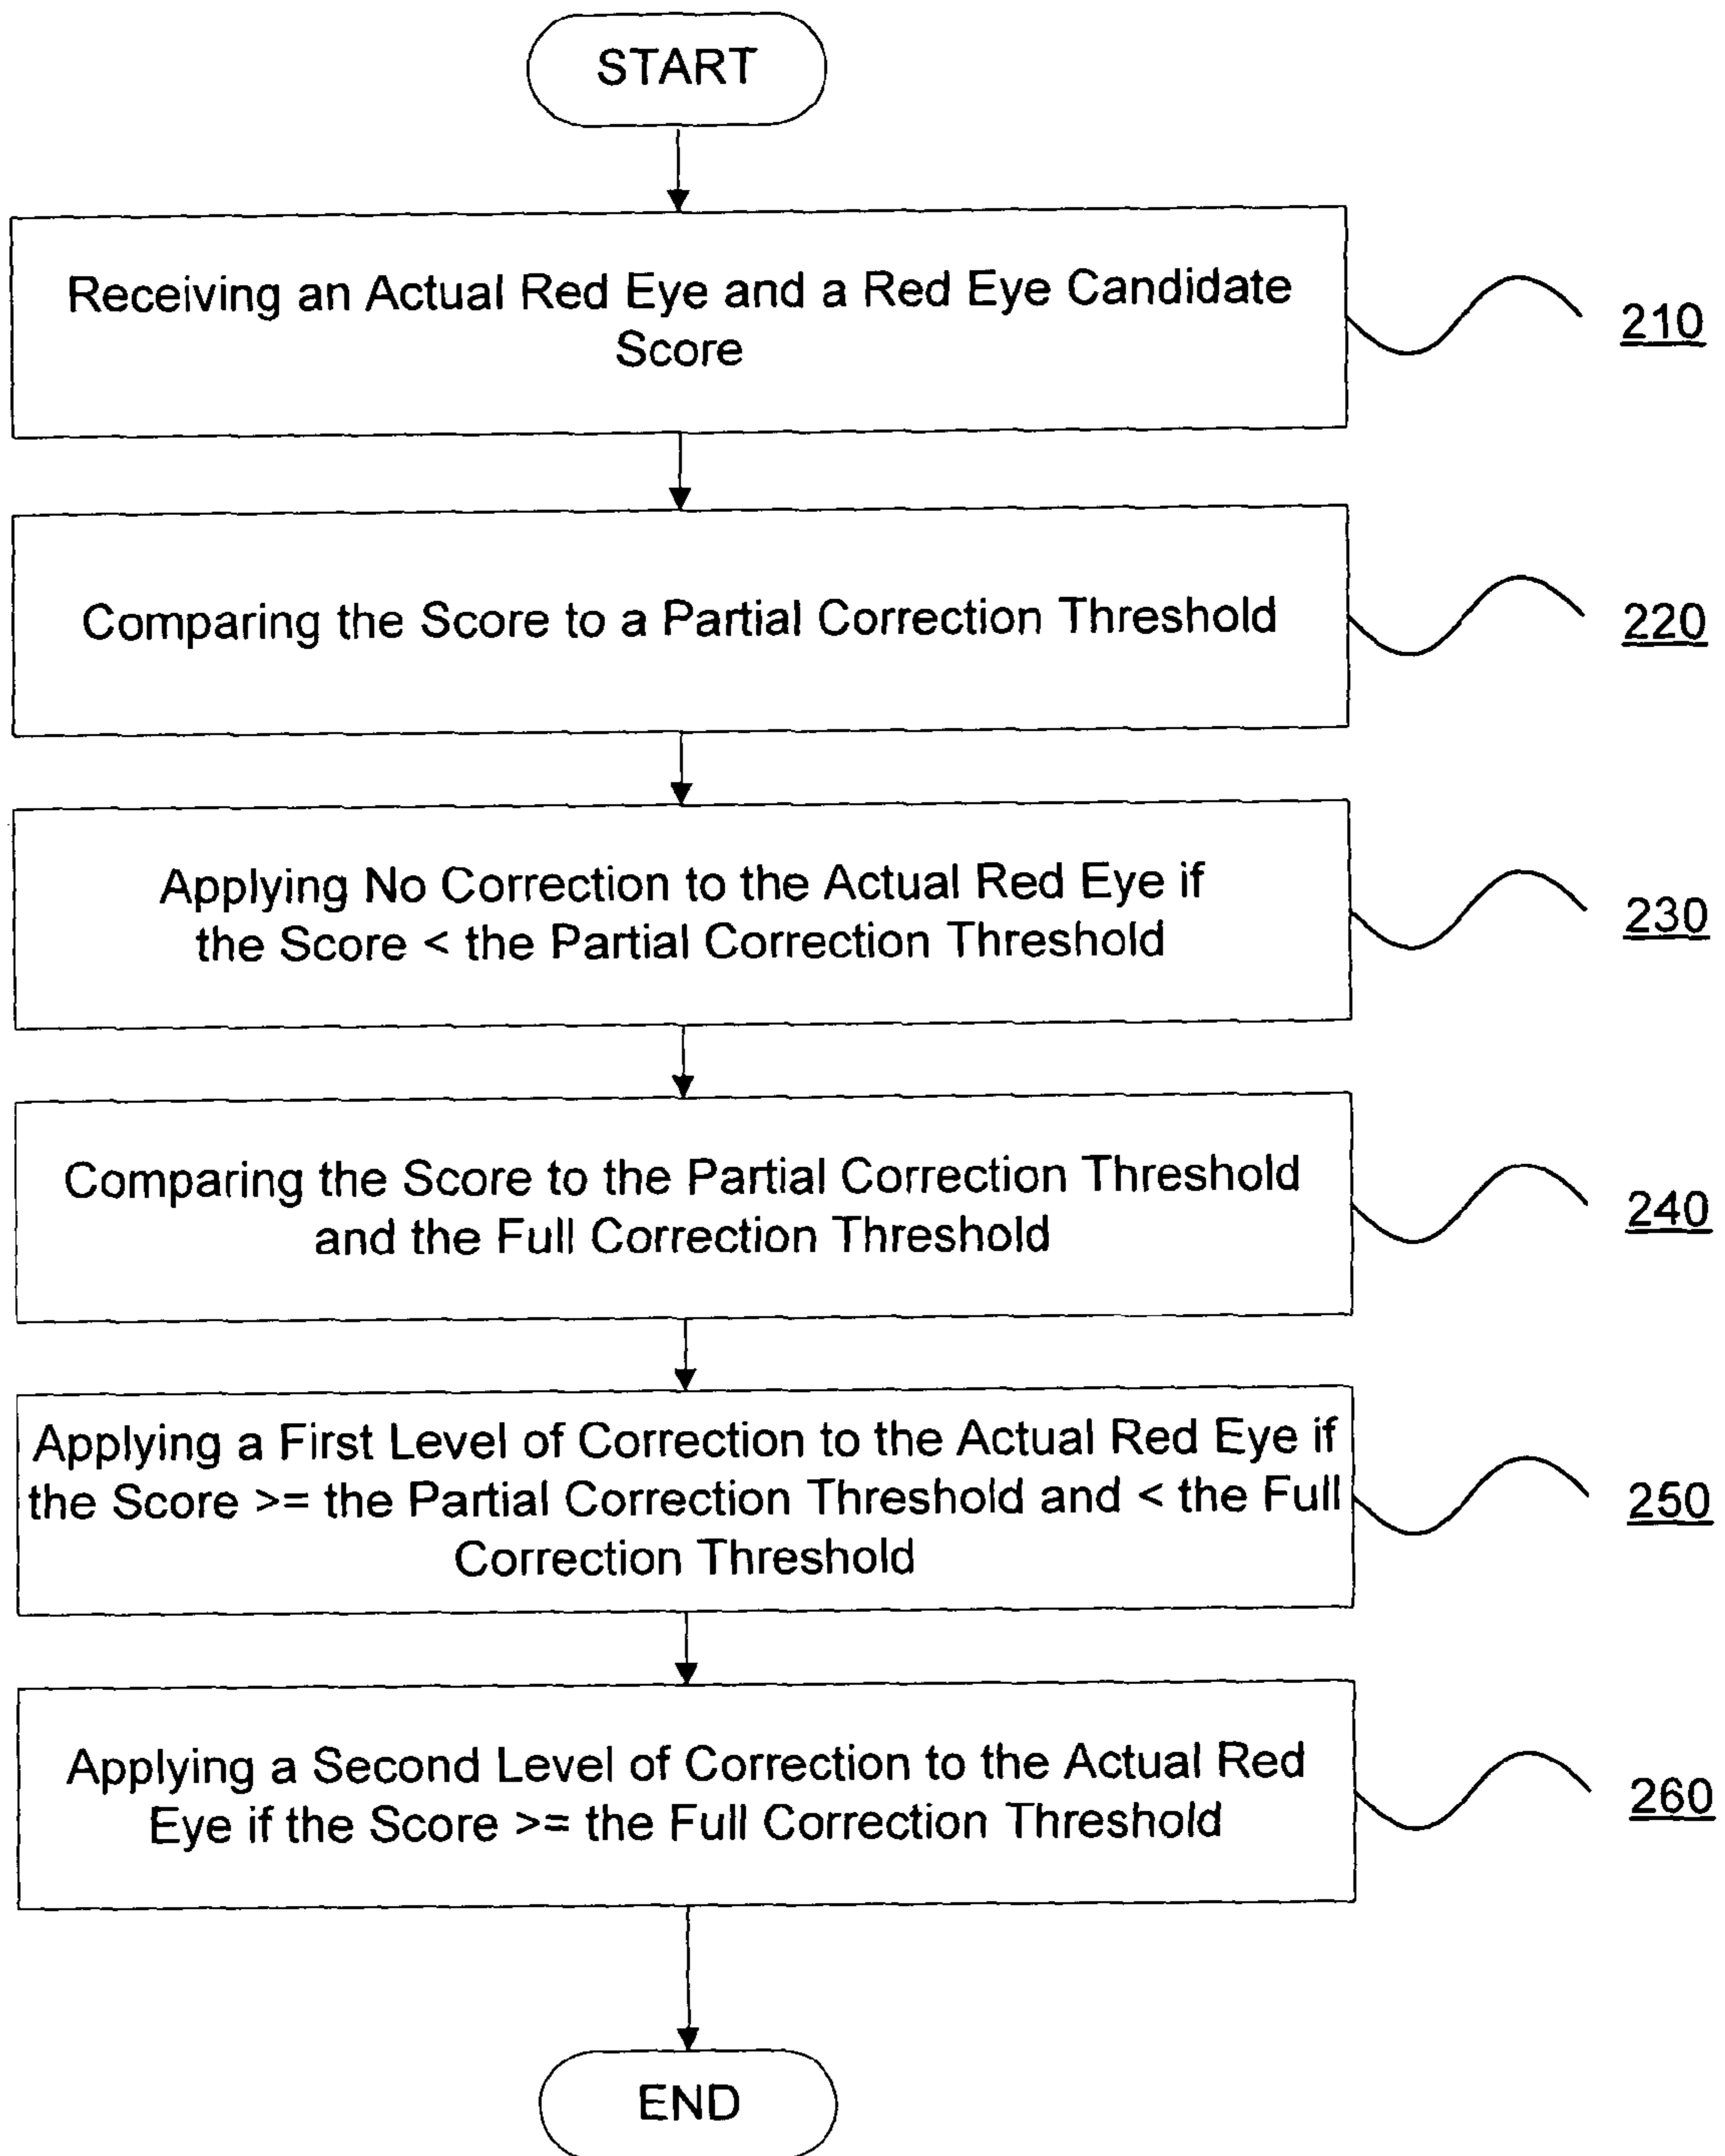 START
Receiving an Actual Red Eye and a Red Eye Candidate
Score
210
Comparing the Score to a Partial Correction Threshold
220
Applying No Correction to the Actual Red Eye if
the Score < the Partial Correction Threshold
230
Comparing the Score to the Partial Correction Threshold
and the Full Correction Threshold
240
Applying a First Level of Correction to the Actual Red Eye if
the Score >= the Partial Correction Threshold and < the Full
Correction Threshold
250
Applying a Second Level of Correction to the Actual Red
Eye if the Score >= the Full Correction Threshold
260
END